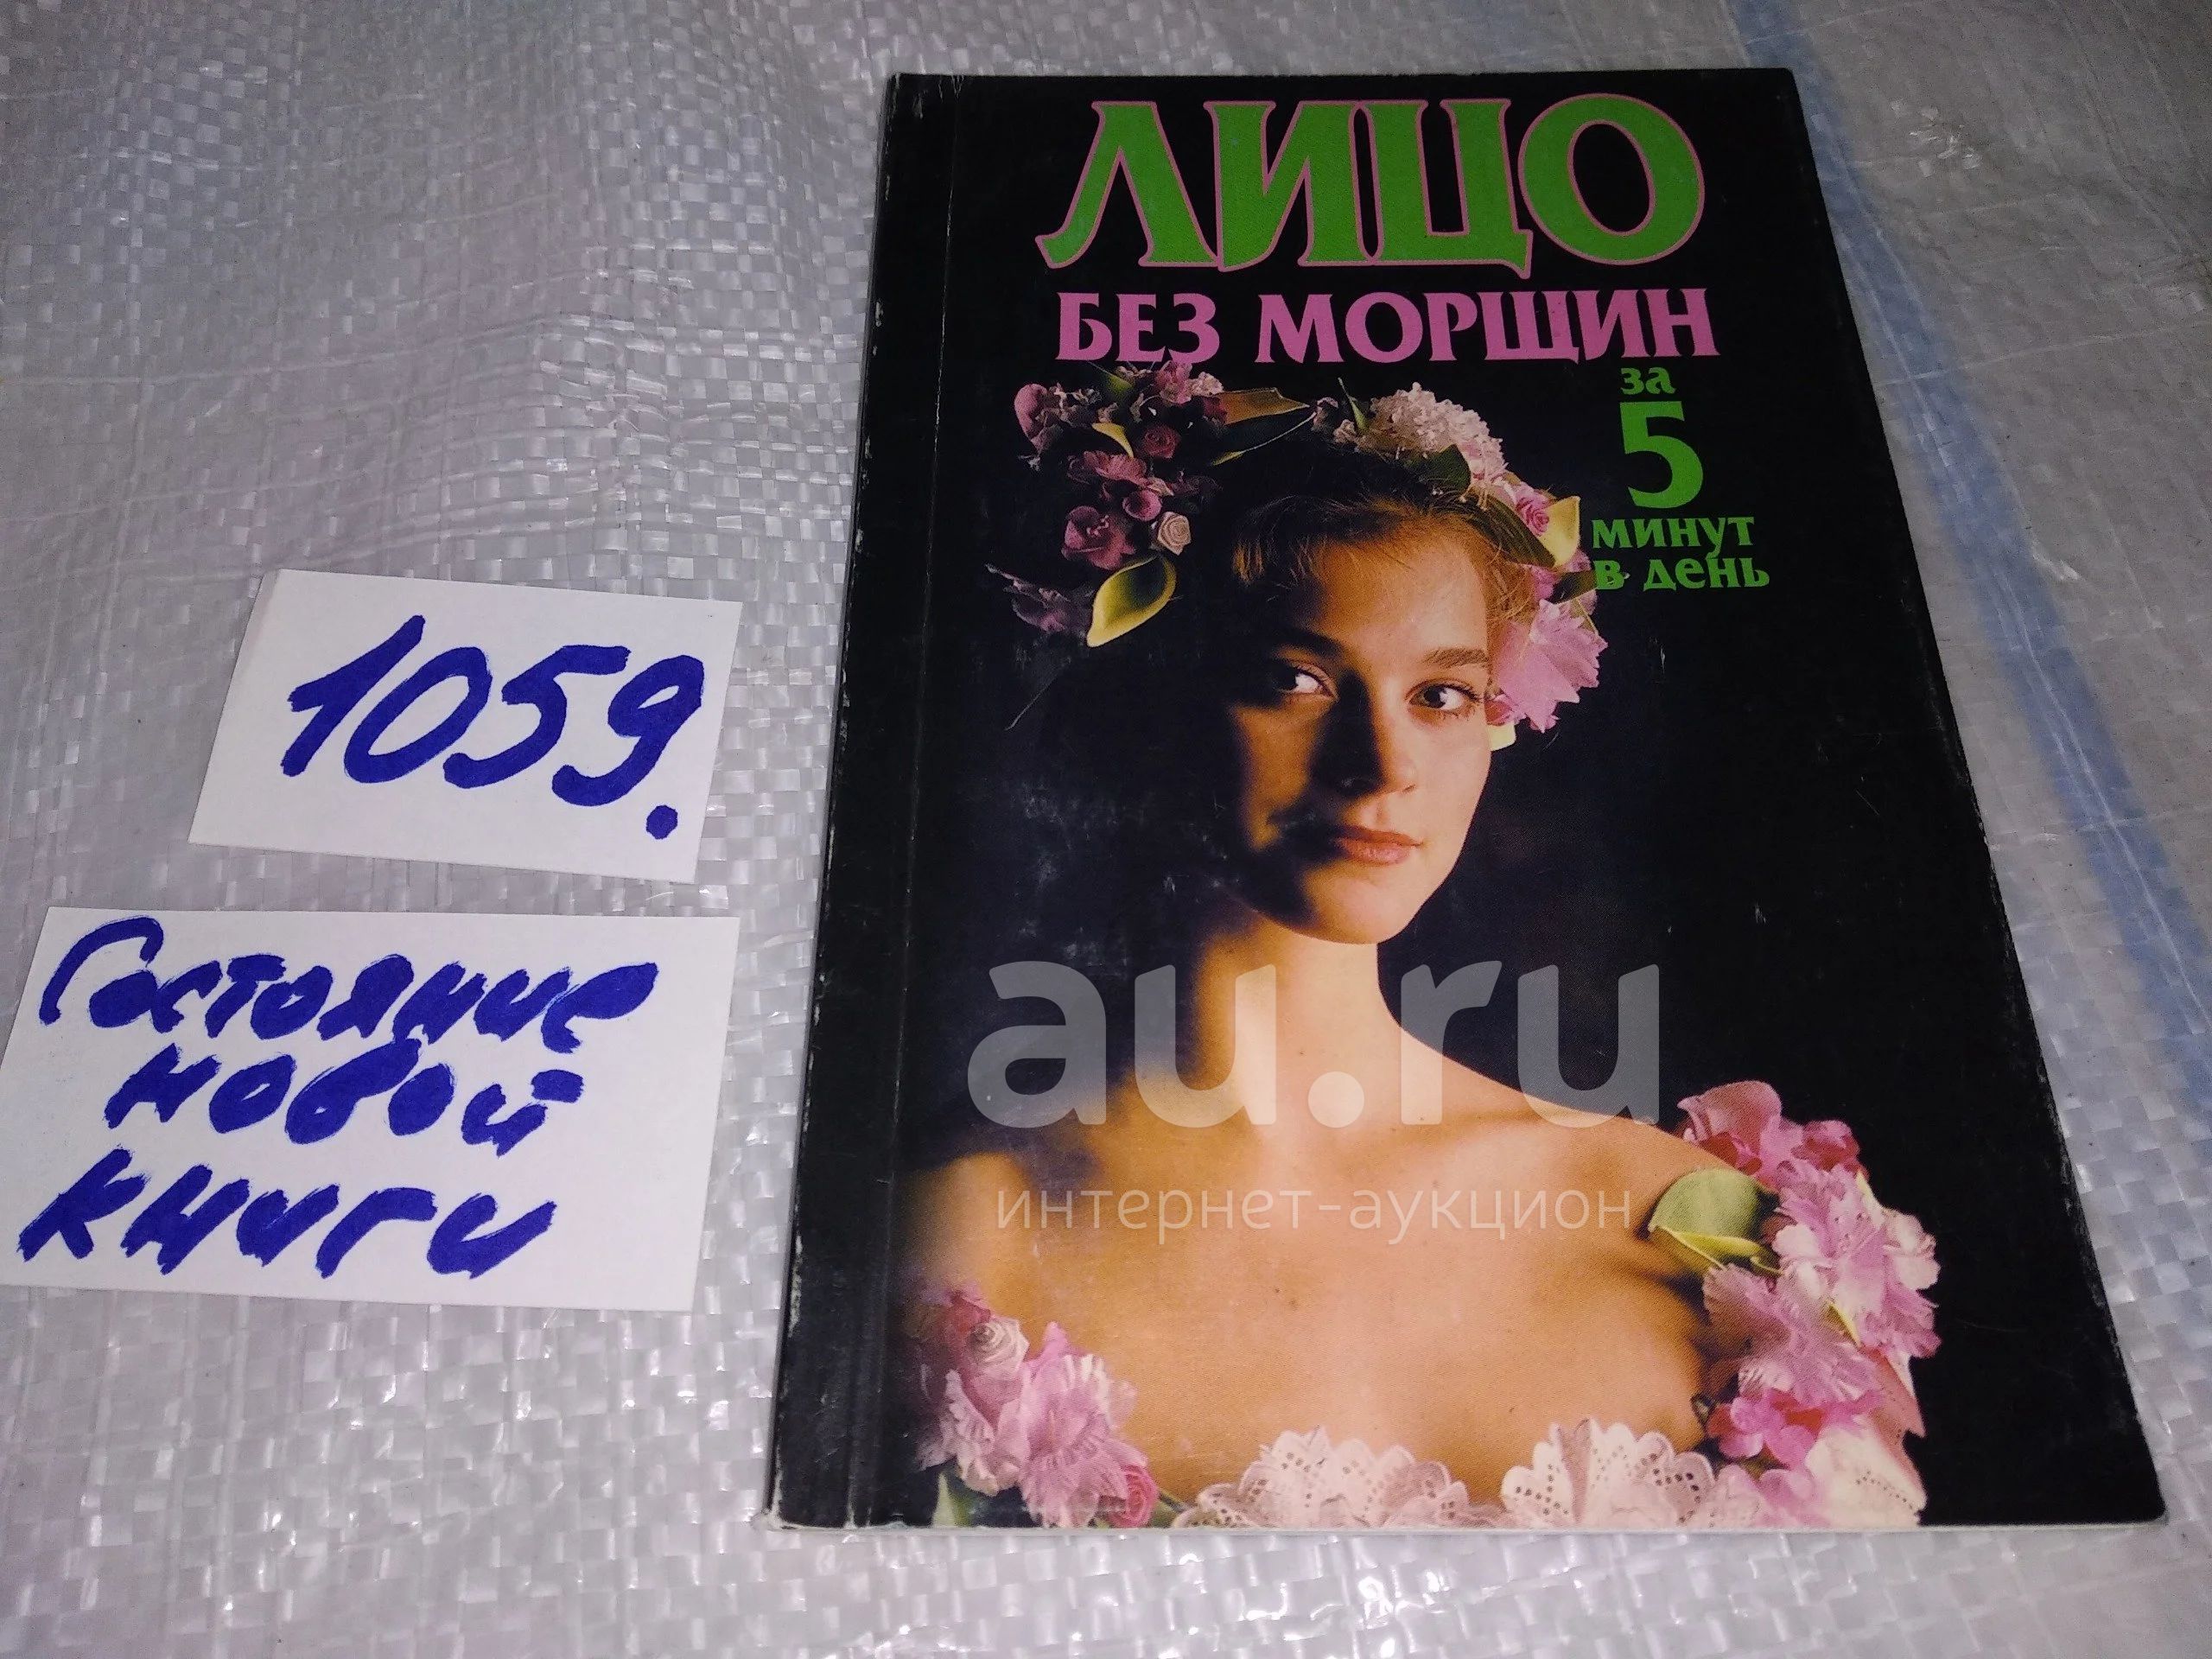 ЛИЦО
БЕЗ МОРЩИН
за
5
минут
в день
1059.
Состояние
новой
книги
au.ru
интернет-аукцион